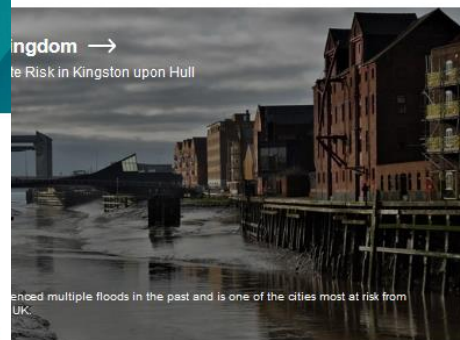 ingdom →
te Risk in Kingston upon Hull
enced multiple floods in the past and is one of the cities most at risk from
UK.